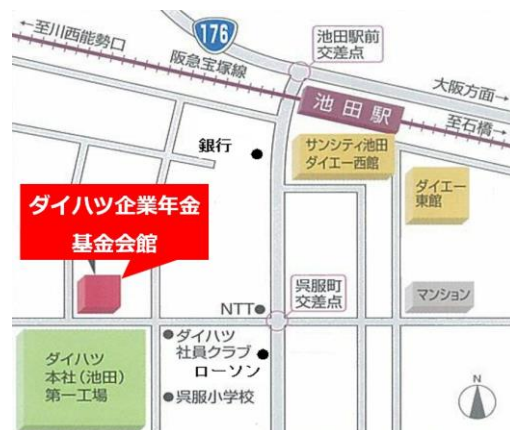 ←至川西能勢口
176
池田駅前
交差点
阪急宝塚線
大阪方面→
池田駅
至石橋→
銀行
サンシティ池田
ダイエー西館
ダイエー
東館
ダイハツ企業年金
基金会館
呉服町
交差点
マンション
NTT
ダイハツ
社員クラブ
ローソン
ダイハツ
本社(池田)
第一工場
呉服小学校
N